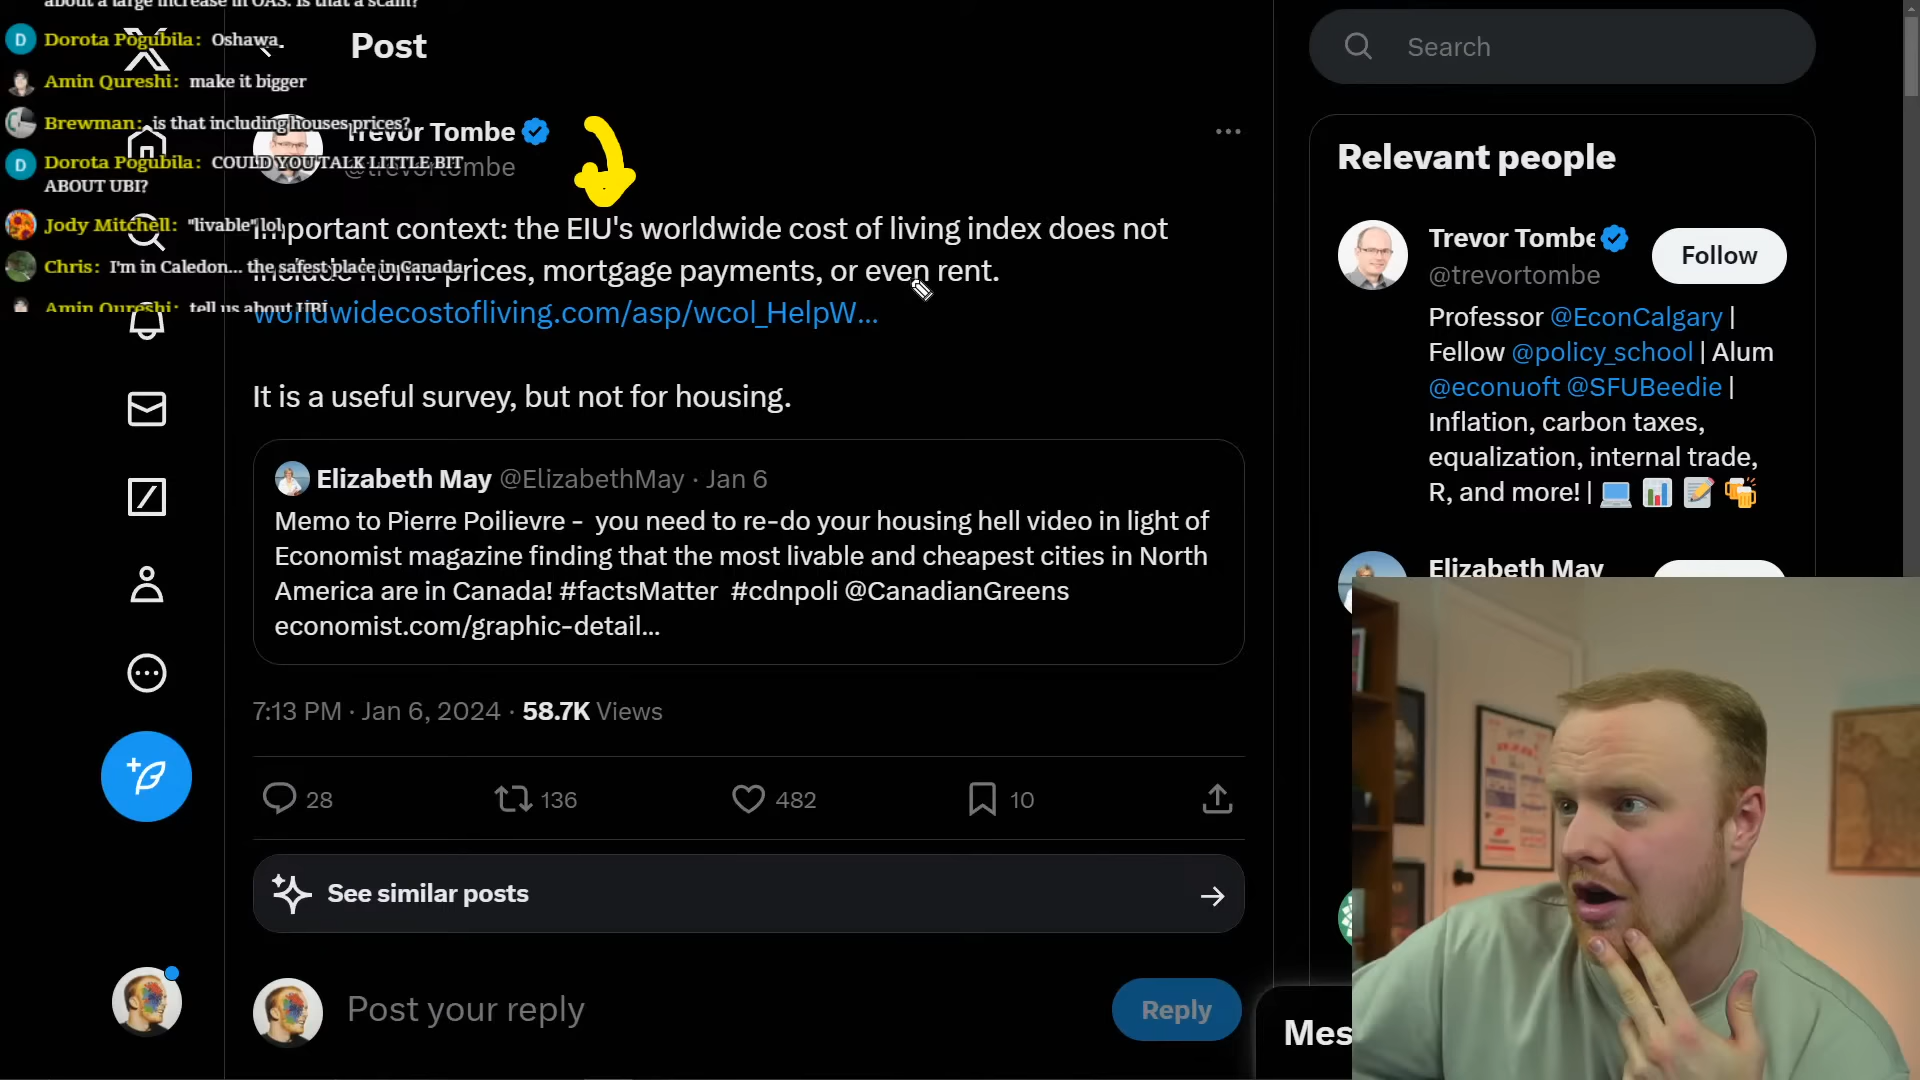 about a large increase in OAS. Is that a scam?
Dorota Pogubila: Oshawa.
Amin Qureshi: make it bigger
Brewman: is that including houses prices?
Dorota Pogubila: COULD YOU TALK LITTLE BIT
ABOUT UBI?
Jody Mitchell: "livable" lol
Chris: I'm in Caledon... the safest place in Canada
Amin Qureshi: tell us about UBI
Post
Trevor Tombe
@trevortombe
Important context: the EIU's worldwide cost of living index does not
include home prices, mortgage payments, or even rent.
worldwidecostofliving.com/asp/wcol_HelpW...
It is a useful survey, but not for housing.
Elizabeth May @ElizabethMay · Jan 6
Memo to Pierre Poilievre - you need to re-do your housing hell video in light of
Economist magazine finding that the most livable and cheapest cities in North
America are in Canada! #factsMatter #cdnpoli @CanadianGreens
economist.com/graphic-detail...
7:13 PM · Jan 6, 2024 · 58.7K Views
28
136
482
10
See similar posts
Post your reply
Reply
Search
Relevant people
Trevor Tombe
@trevortombe
Follow
Professor @EconCalgary |
Fellow @policy_school | Alum
@econuoft @SFUBeedie |
Inflation, carbon taxes,
equalization, internal trade,
R, and more! |
Elizabeth May
Mes